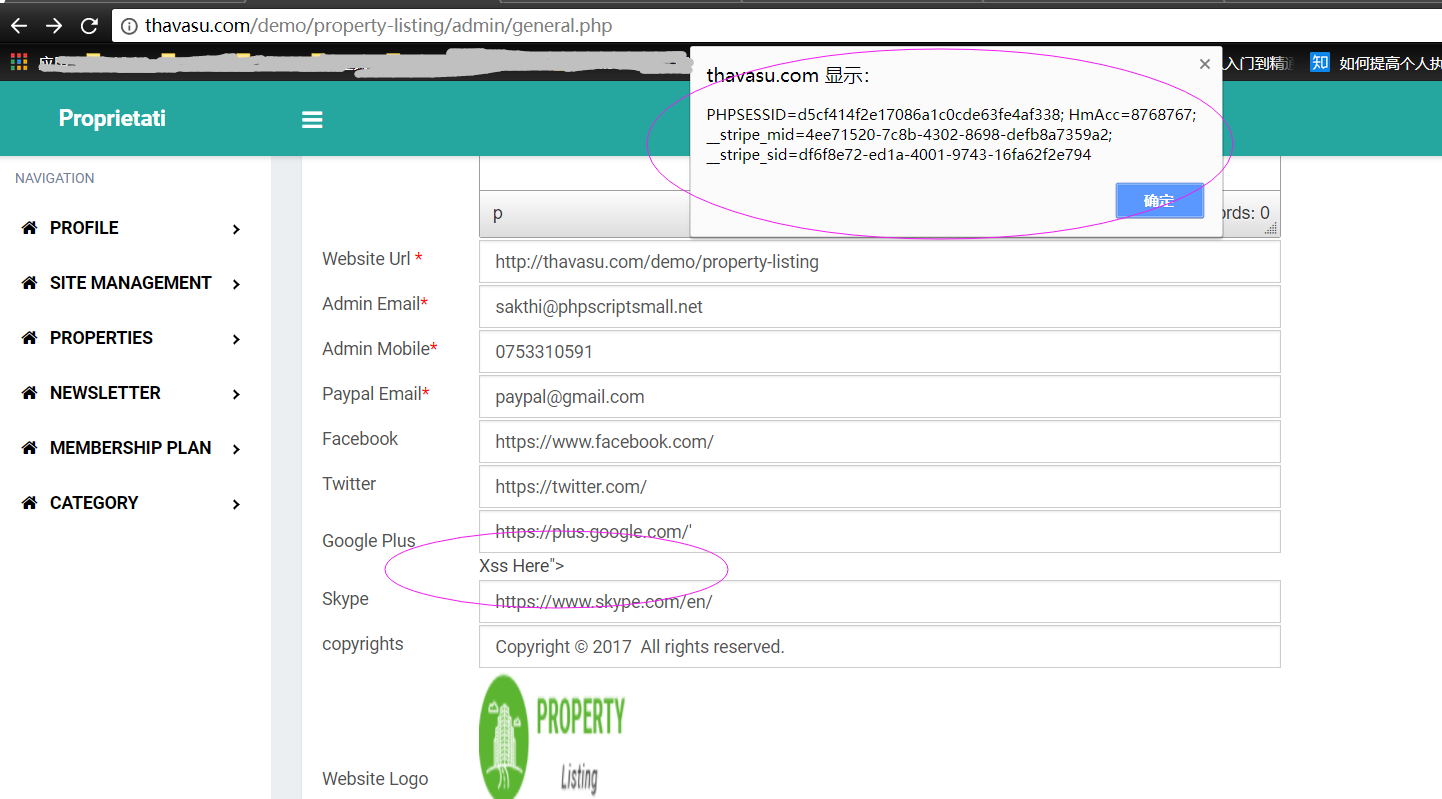 thavasu.com/demo/property-listing/admin/general.php
入门到精通
知 如何提高个人执
thavasu.com 显示：
PHPSESSID=d5cf414f2e17086a1c0cde63fe4af338; HmAcc=8768767;
__stripe_mid=4ee71520-7c8b-4302-8698-defb8a7359a2;
__stripe_sid=df6f8e72-ed1a-4001-9743-16fa62f2e794
确定
Proprietati
NAVIGATION
PROFILE
SITE MANAGEMENT
PROPERTIES
NEWSLETTER
MEMBERSHIP PLAN
CATEGORY
p
rds: 0
Website Url * http://thavasu.com/demo/property-listing
Admin Email* sakthi@phpscriptsmall.net
Admin Mobile* 0753310591
Paypal Email* paypal@gmail.com
Facebook https://www.facebook.com/
Twitter https://twitter.com/
Google Plus https://plus.google.com/'
Xss Here">
Skype https://www.skype.com/en/
copyrights Copyright © 2017  All rights reserved.
PROPERTY
Listing
Website Logo